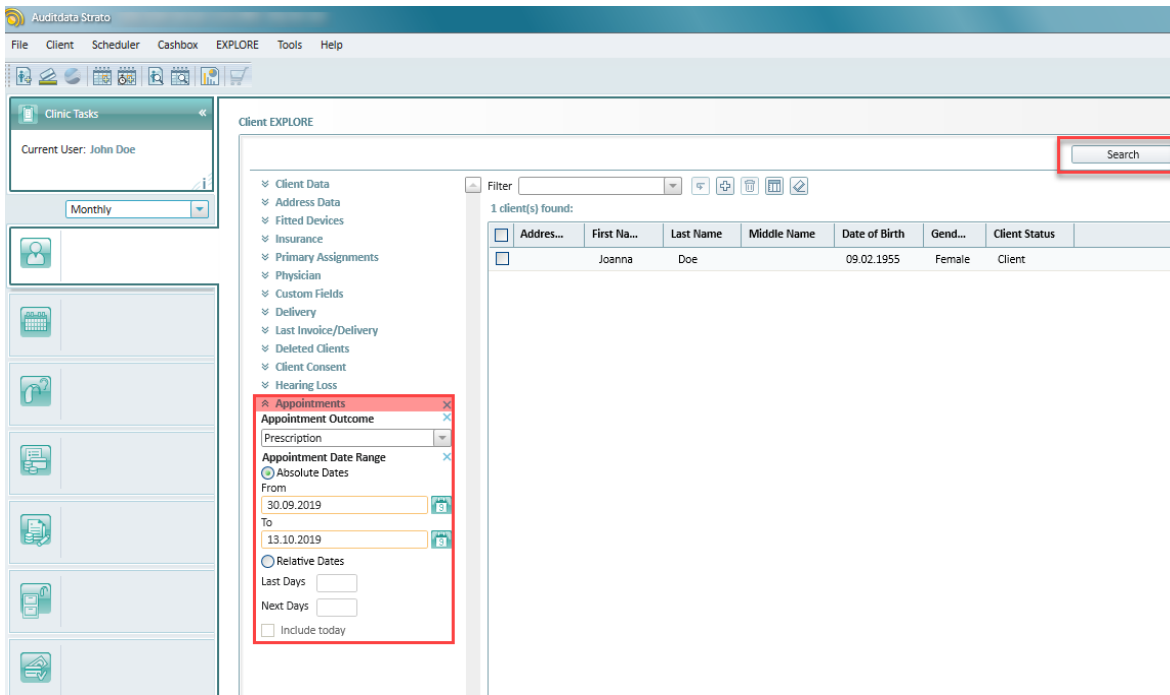 Auditdata Strato
File Client Scheduler Cashbox EXPLORE Tools Help
Clinic Tasks «
Current User: John Doe
i
Monthly
Client EXPLORE
Search
Client Data
Address Data
Fitted Devices
Insurance
Primary Assignments
Physician
Custom Fields
Delivery
Last Invoice/Delivery
Deleted Clients
Client Consent
Hearing Loss
Appointments
Appointment Outcome
Prescription
Appointment Date Range
Absolute Dates
From
30.09.2019
To
13.10.2019
Relative Dates
Last Days
Next Days
Include today
Filter
1 client(s) found:
Addres... First Na... Last Name Middle Name Date of Birth Gend... Client Status
Joanna Doe 09.02.1955 Female Client